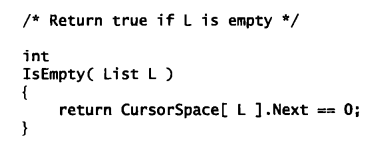 /* Return true if L is empty */
int
IsEmpty( List L )
{
return CursorSpace[ L ].Next == 0;
}